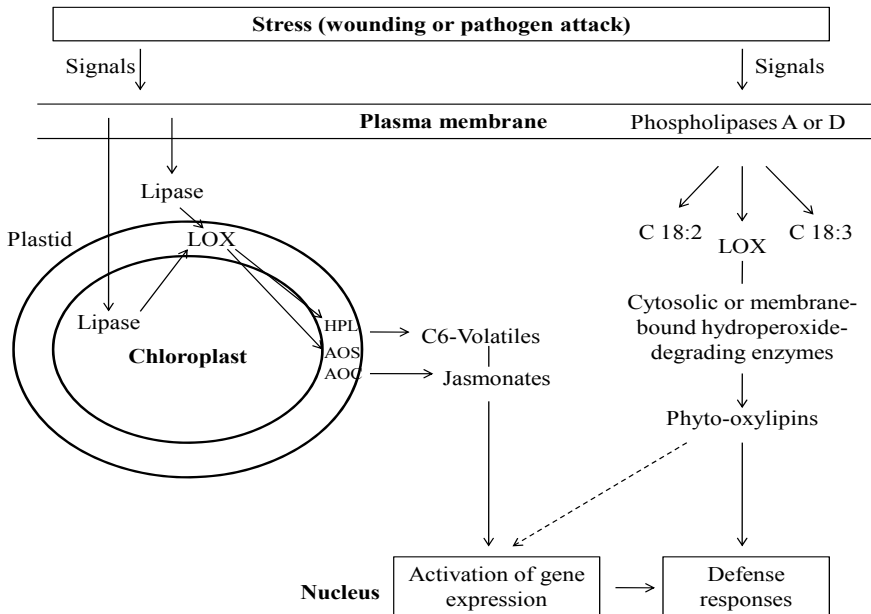 Stress (wounding or pathogen attack)
Signals
Signals
Plasma membrane
Phospholipases A or D
Lipase
Plastid
LOX
C 18:2
LOX
C 18:3
Lipase
HPL
C6-Volatiles
Cytosolic or membrane-
bound hydroperoxide-
degrading enzymes
Chloroplast
AOS
AOC
Jasmonates
Phyto-oxylipins
Nucleus
Activation of gene
expression
Defense
responses